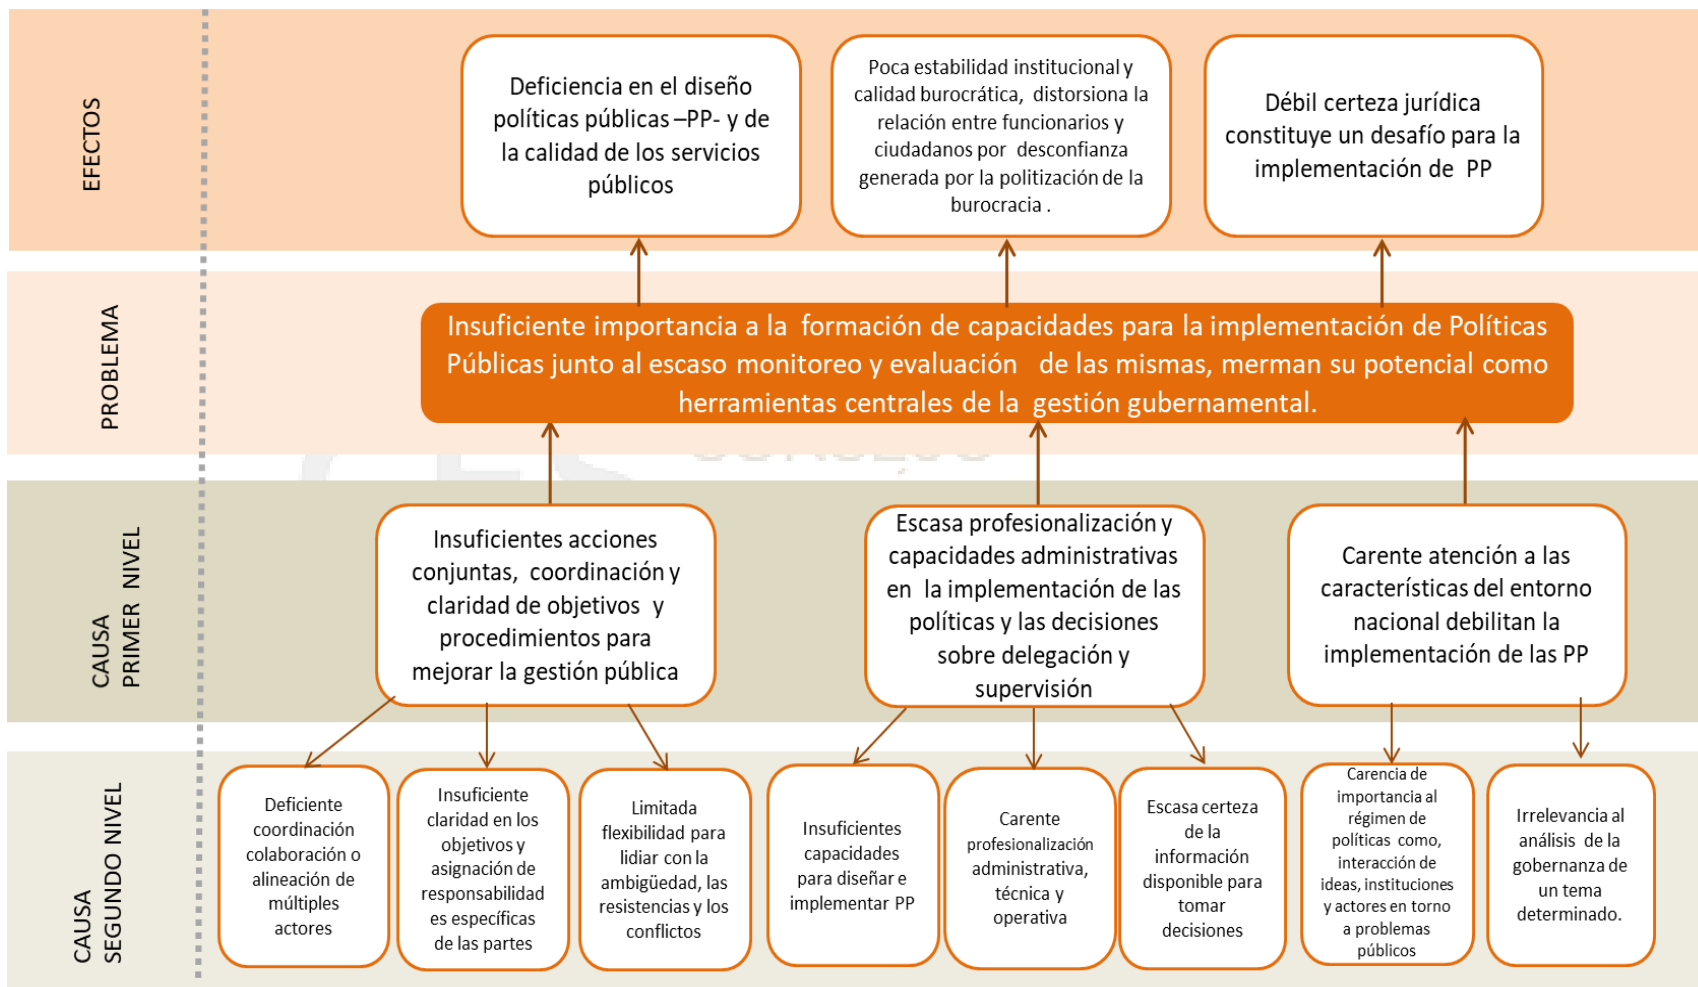 EFECTOS
Deficiencia en el diseño
políticas públicas –PP- y de
la calidad de los servicios
públicos
Poca estabilidad institucional y
calidad burocrática, distorsiona la
relación entre funcionarios y
ciudadanos por desconfianza
generada por la politización de la
burocracia .
Débil certeza jurídica
constituye un desafío para la
implementación de PP
PROBLEMA
Insuficiente importancia a la formación de capacidades para la implementación de Políticas
Públicas junto al escaso monitoreo y evaluación de las mismas, merman su potencial como
herramientas centrales de la gestión gubernamental.
CAUSA
PRIMER NIVEL
Insuficientes acciones
conjuntas, coordinación y
claridad de objetivos y
procedimientos para
mejorar la gestión pública
Escasa profesionalización y
capacidades administrativas
en la implementación de las
políticas y las decisiones
sobre delegación y
supervisión
Carente atención a las
características del entorno
nacional debilitan la
implementación de las PP
CAUSA
SEGUNDO NIVEL
Deficiente
coordinación
colaboración o
alineación de
múltiples
actores
Insuficiente
claridad en los
objetivos y
asignación de
responsabilidad
es específicas
de las partes
Limitada
flexibilidad para
lidiar con la
ambigüedad, las
resistencias y los
conflictos
Insuficientes
capacidades
para diseñar e
implementar PP
Carente
profesionalización
administrativa,
técnica y
operativa
Escasa certeza
de la
información
disponible para
tomar
decisiones
Carencia de
importancia al
régimen de
políticas como,
interacción de
ideas, instituciones
y actores en torno
a problemas
públicos
Irrelevancia al
análisis de la
gobernanza de
un tema
determinado.